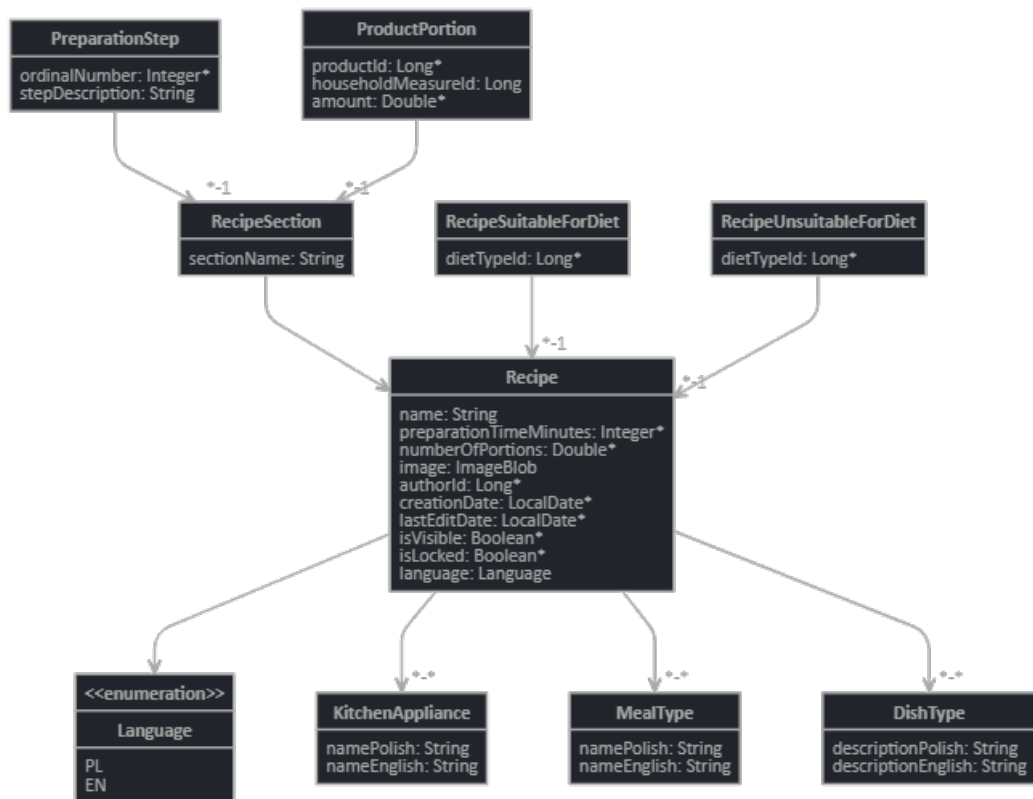 PreparationStep
ordinalNumber: Integer*
stepDescription: String
ProductPortion
productId: Long*
householdMeasureId: Long
amount: Double*
*-1
*-1
RecipeSection
sectionName: String
RecipeSuitableForDiet
dietTypeId: Long*
RecipeUnsuitableForDiet
dietTypeId: Long*
*-1
*-1
Recipe
name: String
preparationTimeMinutes: Integer*
numberOfPortions: Double*
image: ImageBlob
authorId: Long*
creationDate: LocalDate*
lastEditDate: LocalDate*
isVisible: Boolean*
isLocked: Boolean*
language: Language
<<enumeration>>
Language
PL
EN
*-*
KitchenAppliance
namePolish: String
nameEnglish: String
*-*
MealType
namePolish: String
nameEnglish: String
*-*
DishType
descriptionPolish: String
descriptionEnglish: String